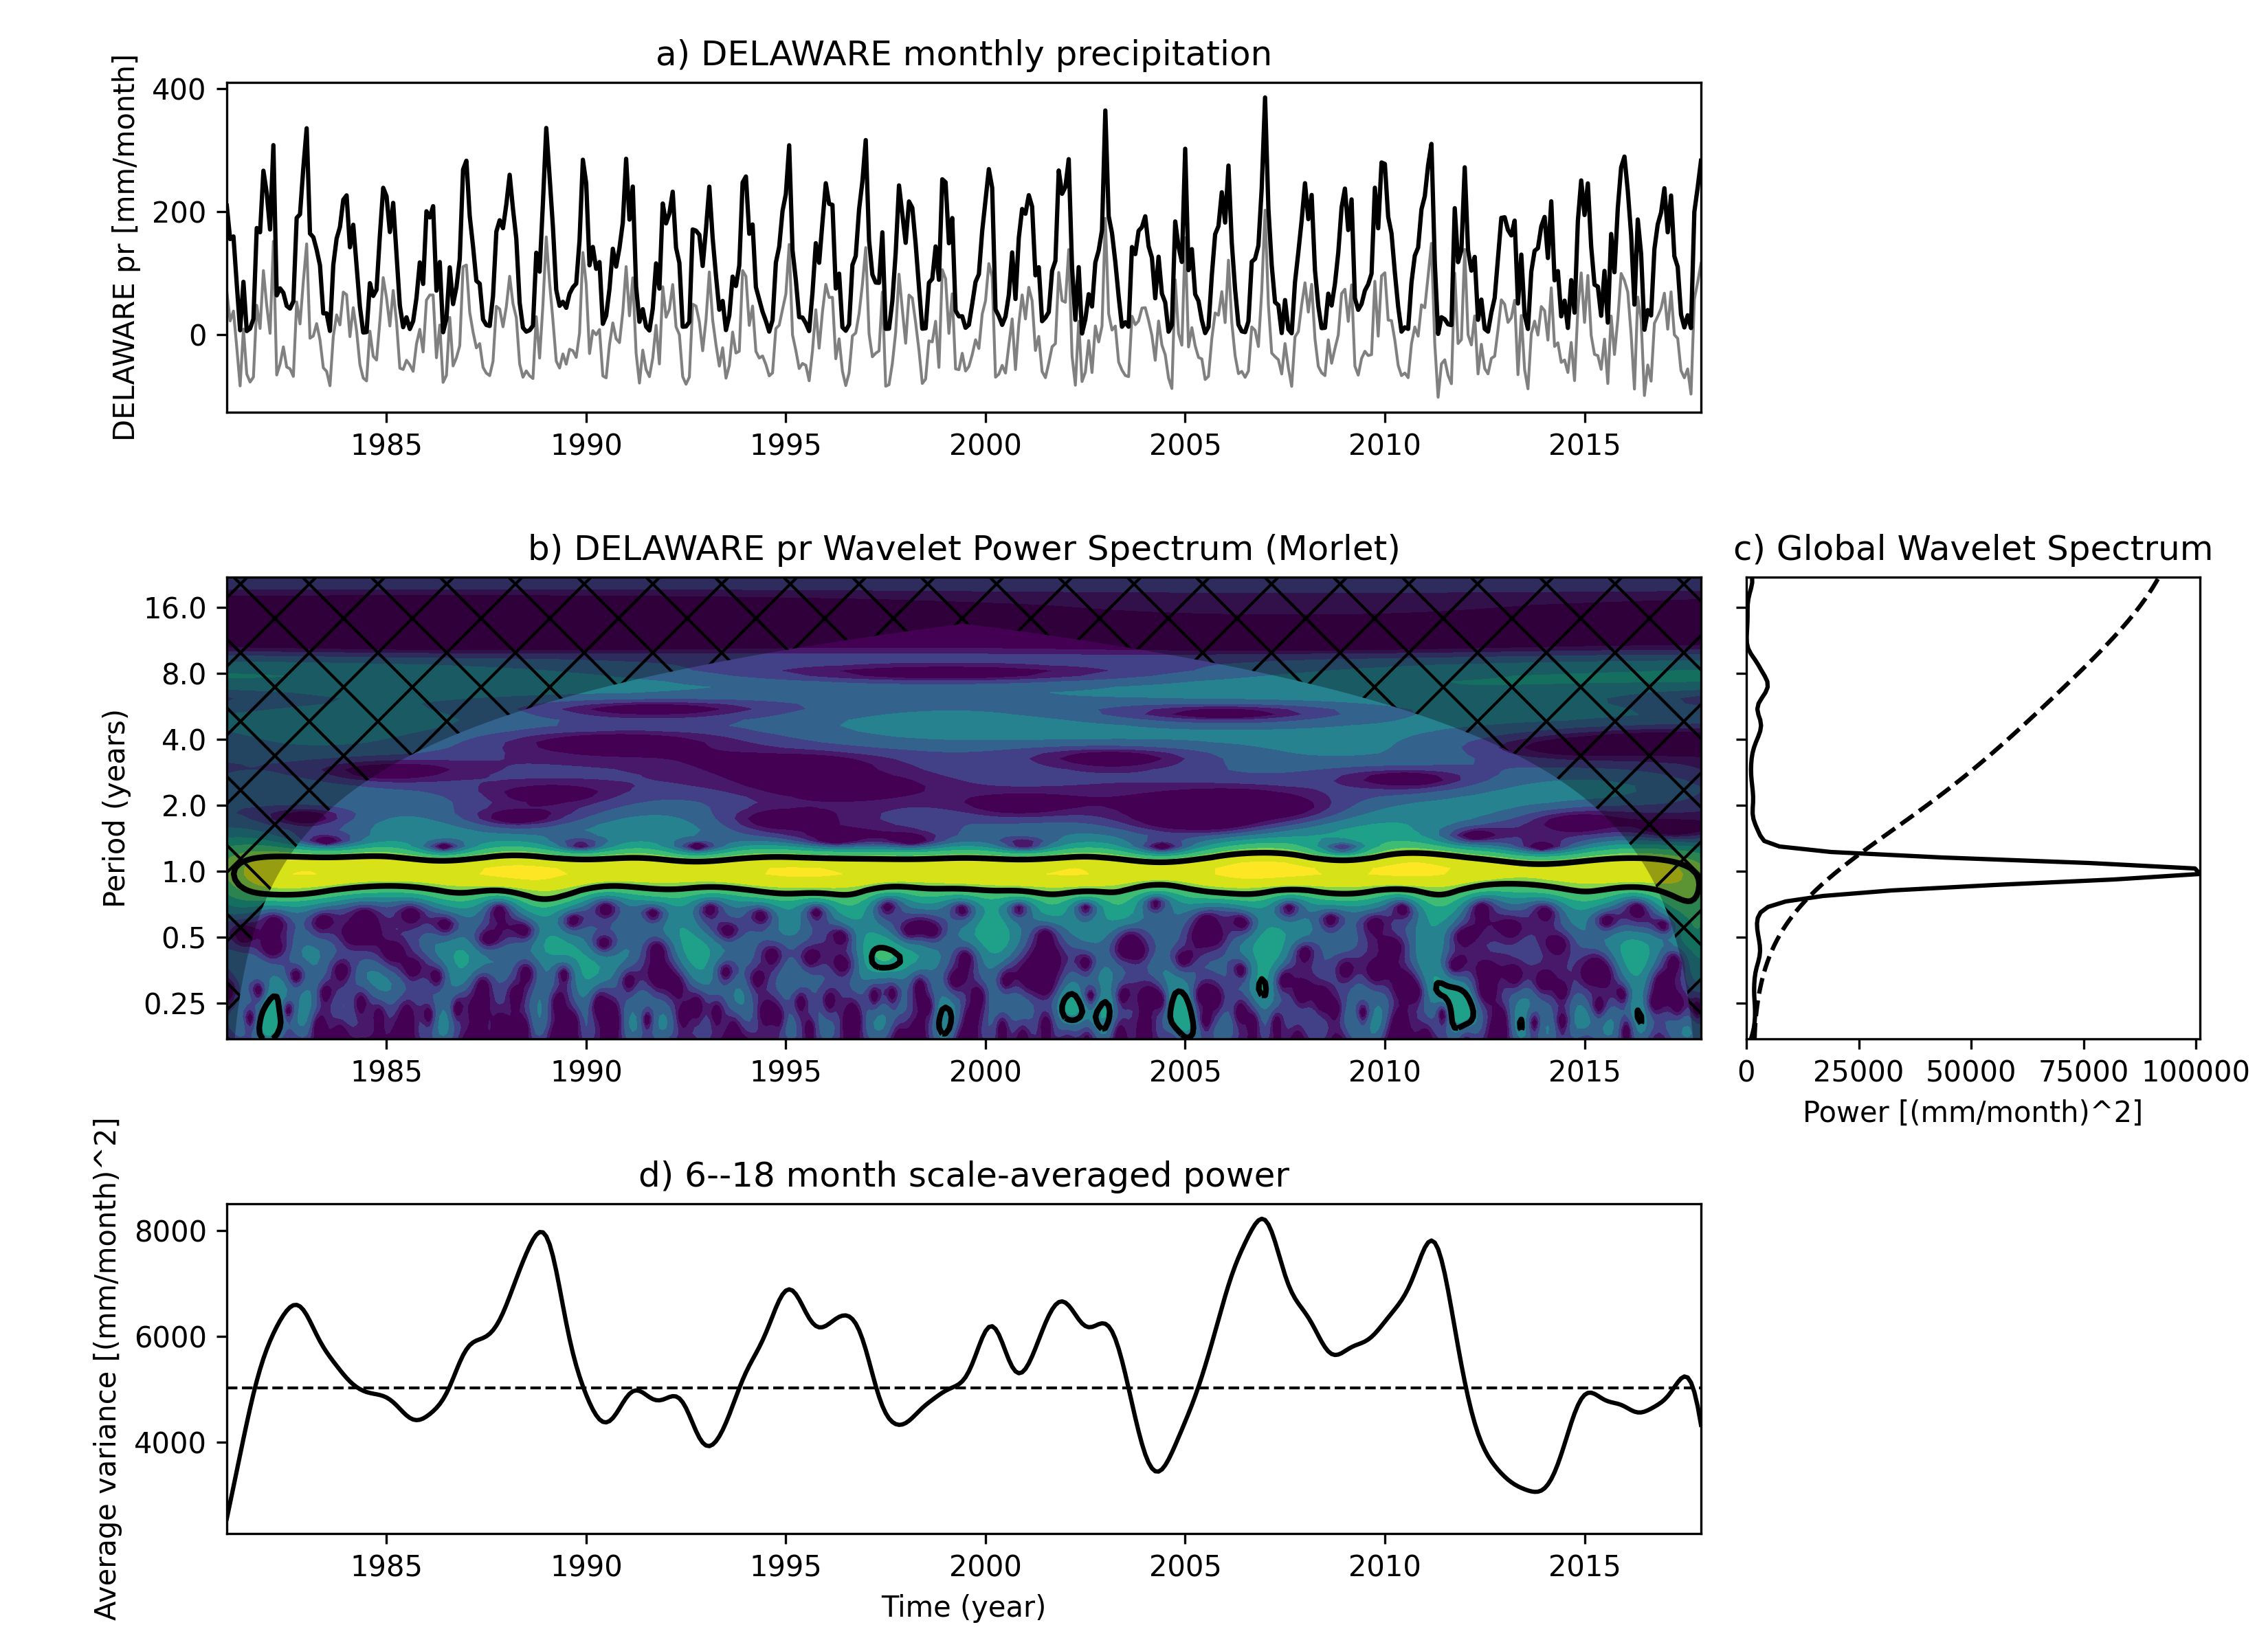 a) DELAWARE monthly precipitation
DELAWARE pr [mm/month]
400
200
0
1985 1990 1995 2000 2005 2010 2015
b) DELAWARE pr Wavelet Power Spectrum (Morlet)
Period (years)
16.0
8.0
4.0
2.0
1.0
0.5
0.25
1985 1990 1995 2000 2005 2010 2015
c) Global Wavelet Spectrum
0 25000 50000 75000 100000
Power [(mm/month)^2]
d) 6--18 month scale-averaged power
Average variance [(mm/month)^2]
8000
6000
4000
1985 1990 1995 2000 2005 2010 2015
Time (year)